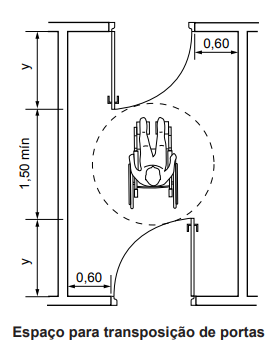 y
0,60
1,50 mín
y
0,60
Espaço para transposição de portas